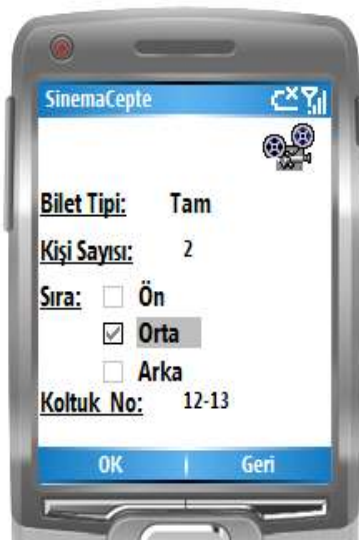 SinemaCepte
Bilet Tipi: Tam
Kişi Sayısı: 2
Sıra: Ön
Orta
Arka
Koltuk No: 12-13
OK Geri